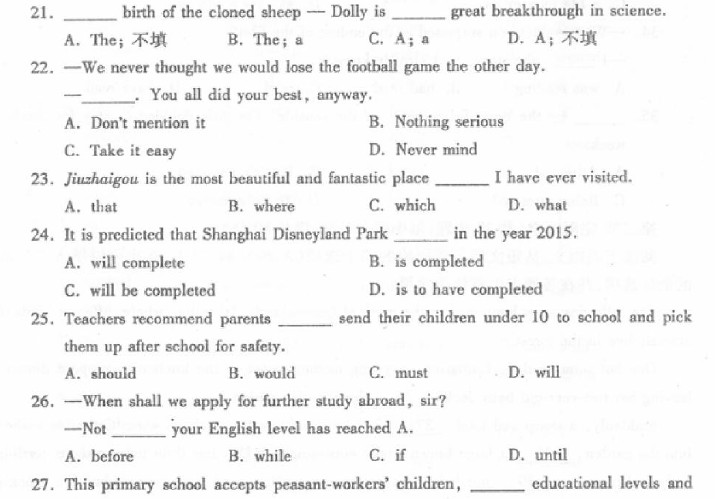 21. ______ birth of the cloned sheep — Dolly is ______ great breakthrough in science.
A. The; 不填 B. The; a C. A; a D. A; 不填
22. —We never thought we would lose the football game the other day.
—______. You all did your best, anyway.
A. Don't mention it B. Nothing serious
C. Take it easy D. Never mind
23. Jiuzhaigou is the most beautiful and fantastic place ______ I have ever visited.
A. that B. where C. which D. what
24. It is predicted that Shanghai Disneyland Park ______ in the year 2015.
A. will complete B. is completed
C. will be completed D. is to have completed
25. Teachers recommend parents ______ send their children under 10 to school and pick
them up after school for safety.
A. should B. would C. must D. will
26. —When shall we apply for further study abroad, sir?
—Not ______ your English level has reached A.
A. before B. while C. if D. until
27. This primary school accepts peasant-workers' children, ______ educational levels and